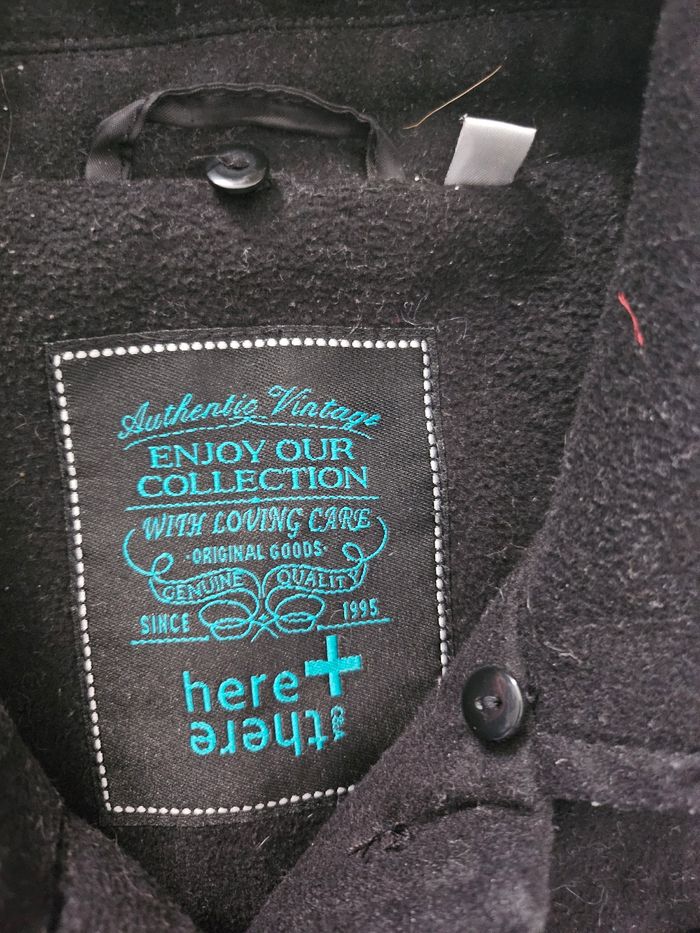 Authentic Vintage
ENJOY OUR
COLLECTION
WITH LOVING CARE
·ORIGINAL GOODS·
GENUINE QUALITY
SINCE 1995
here+
there
C&A